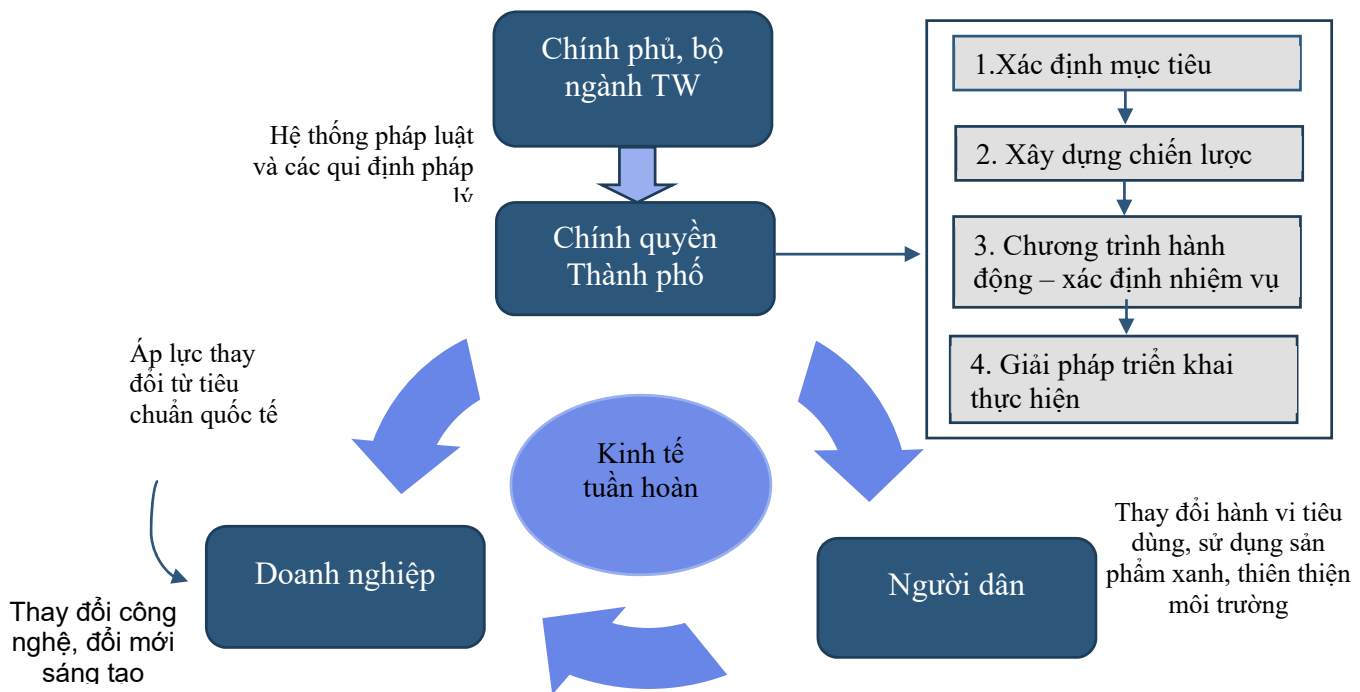 Chính phủ, bộ
ngành TW
Hệ thống pháp luật
và các qui định pháp
lý
Chính quyền
Thành phố
1.Xác định mục tiêu
2. Xây dựng chiến lược
3. Chương trình hành
động – xác định nhiệm vụ
4. Giải pháp triển khai
thực hiện
Áp lực thay
đổi từ tiêu
chuẩn quốc tế
Kinh tế
tuần hoàn
Doanh nghiệp
Người dân
Thay đổi hành vi tiêu
dùng, sử dụng sản
phẩm xanh, thiên thiện
môi trường
Thay đổi công
nghệ, đổi mới
sáng tạo